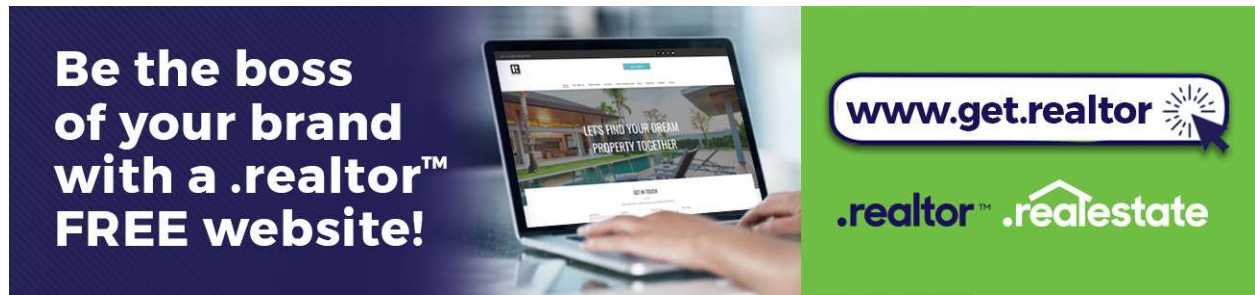 Be the boss
of your brand
with a .realtor™
FREE website!
LET'S FIND YOUR DREAM
PROPERTY TOGETHER
GET IN TOUCH
www.get.realtor
.realtor™ .realestate